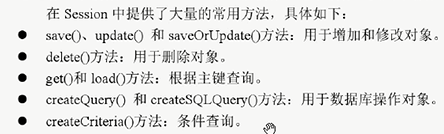 在 Session 中提供了大量的常用方法，具体如下：
● save()、update() 和 saveOrUpdate()方法：用于增加和修改对象。
● delete()方法：用于删除对象。
● get()和 load()方法：根据主键查询。
● createQuery() 和 createSQLQuery()方法：用于数据库操作对象。
● createCriteria()方法：条件查询。